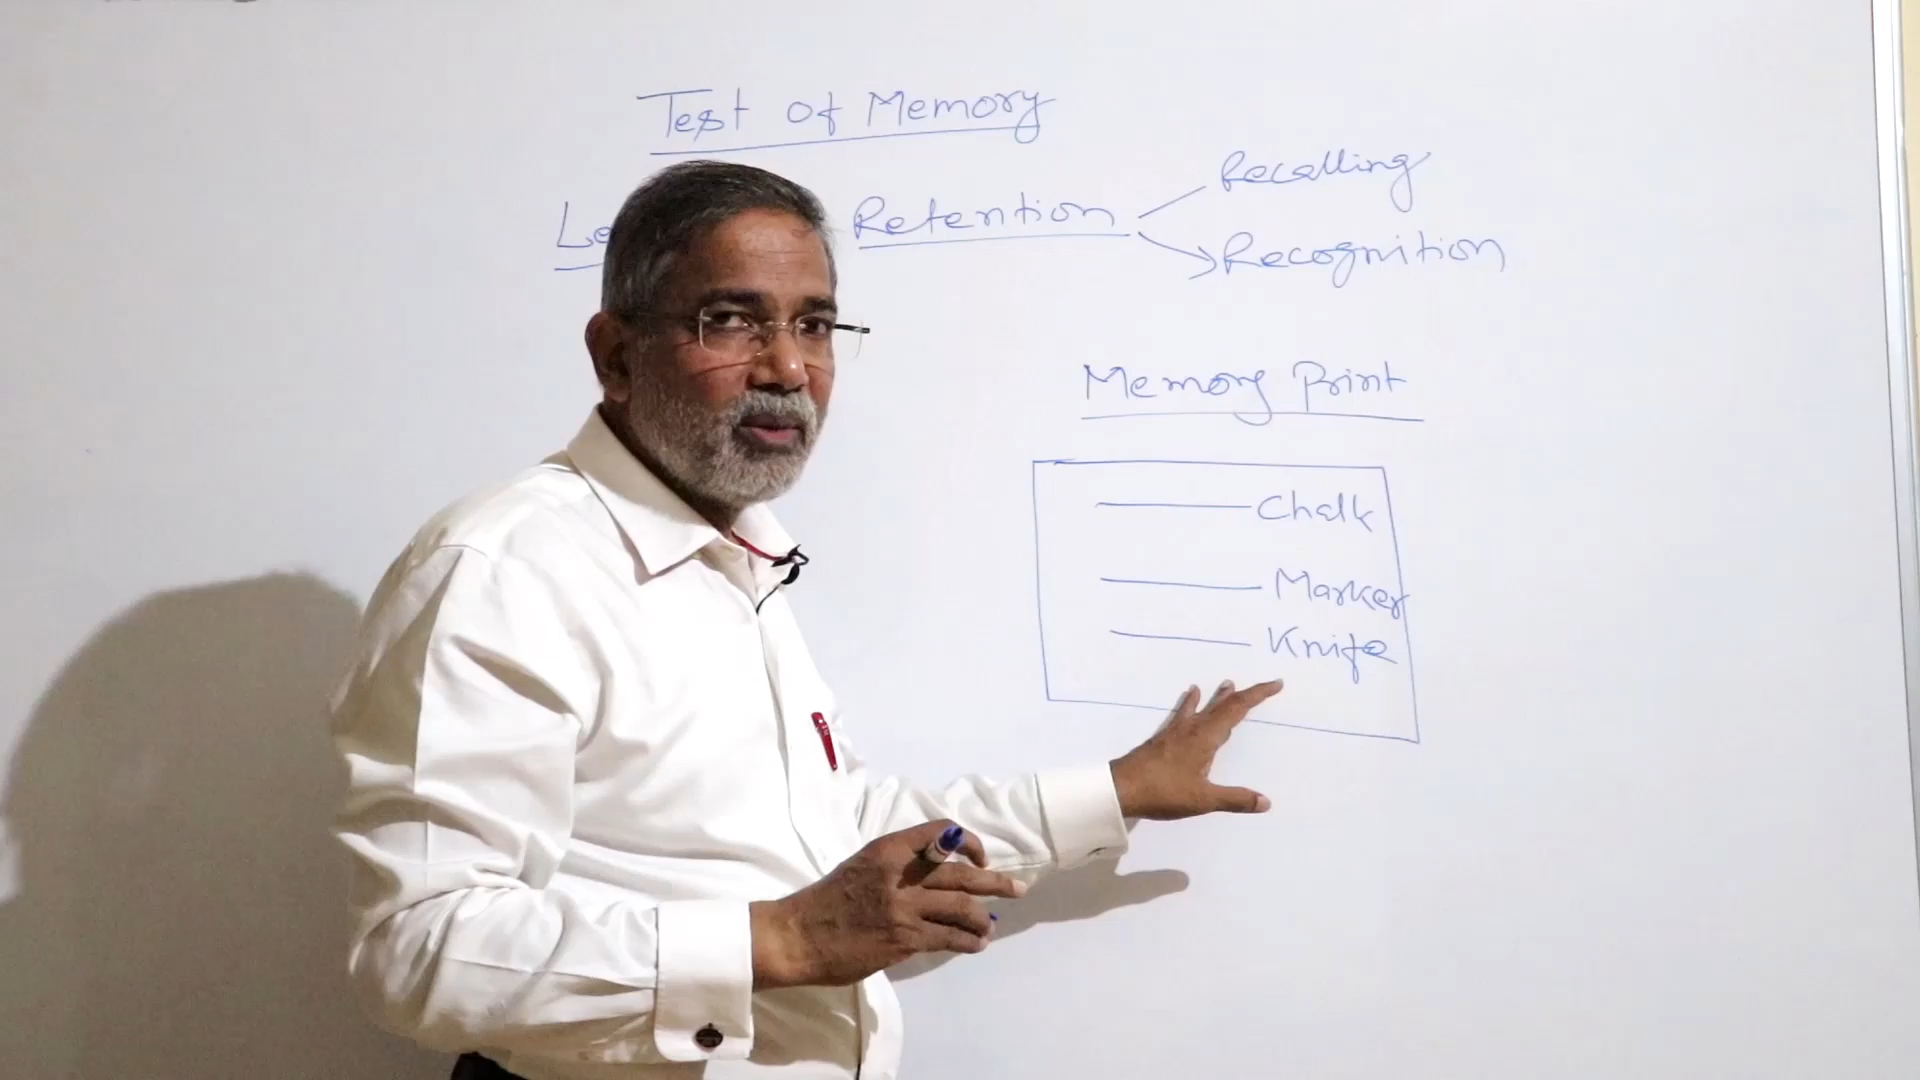 Test of Memory
Retention
Recalling
Recognition
Memory Print
Chalk
Marker
Knife